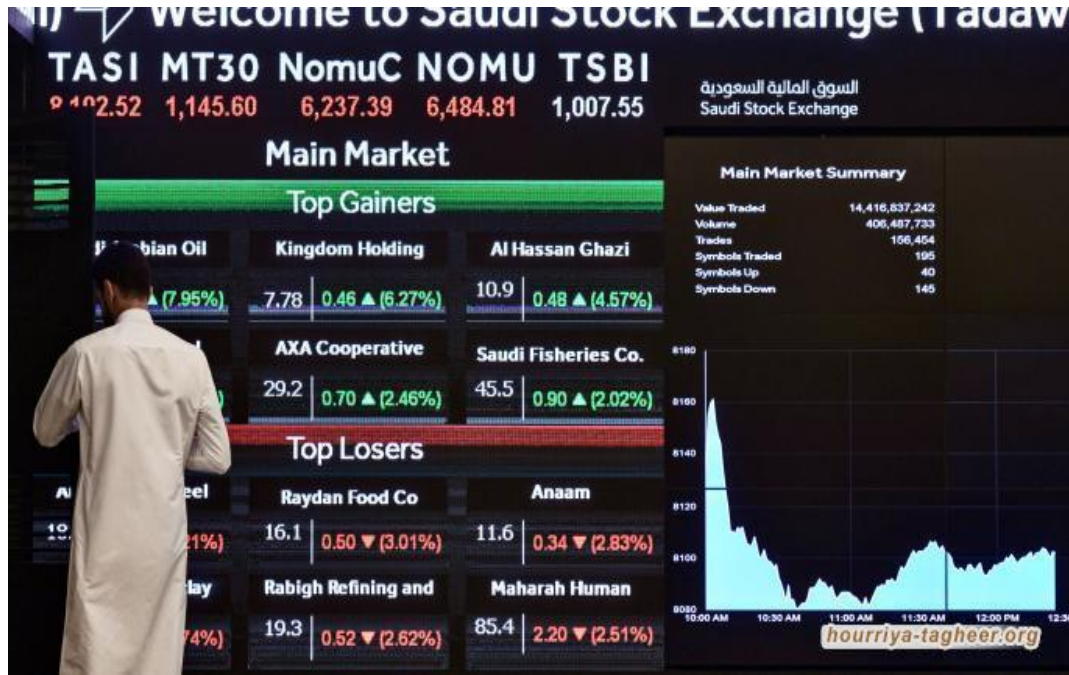 Welcome to Saudi Stock Exchange (Tadaw
TASI MT30 NomuC NOMU TSBI
2.52 1,145.60 6,237.39 6,484.81 1,007.55
السوق المالية السعودية
Saudi Stock Exchange
Main Market
Top Gainers
Oil Kingdom Holding Al Hassan Ghazi
(7.95%) 7.78 0.46 ▲ (6.27%) 10.9 0.48 ▲ (4.57%)
AXA Cooperative Saudi Fisheries Co.
29.2 0.70 ▲ (2.46%) 45.5 0.90 ▲ (2.02%)
Top Losers
Raydan Food Co Anaam
16.1 0.50 ▼ (3.01%) 11.6 0.34 ▼ (2.83%)
Rabigh Refining and Maharah Human
19.3 0.52 ▼ (2.62%) 85.4 2.20 ▼ (2.51%)
Main Market Summary
Value Traded 14,416,837,242
Volume 406,487,733
Trades 156,454
Symbols Traded 195
Symbols Up 40
Symbols Down 145
8180
8160
8140
8120
8100
8080
10:00 AM 10:30 AM 11:00 AM 11:30 AM 12:00 PM 12:3
hourriya-tagheer.org